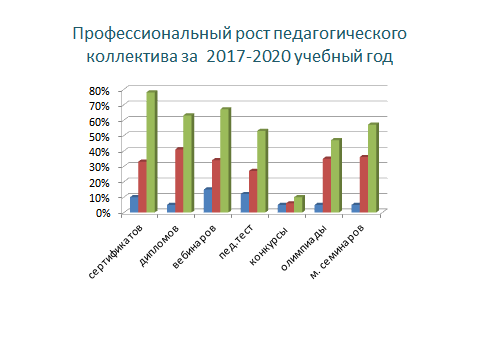 Профессиональный рост педагогического
коллектива за 2017-2020 учебный год
80%
70%
60%
50%
40%
30%
20%
10%
0%
сертификатов
дипломов
вебинаров
пед.тест
конкурсы
олимпиады
м. семинаров